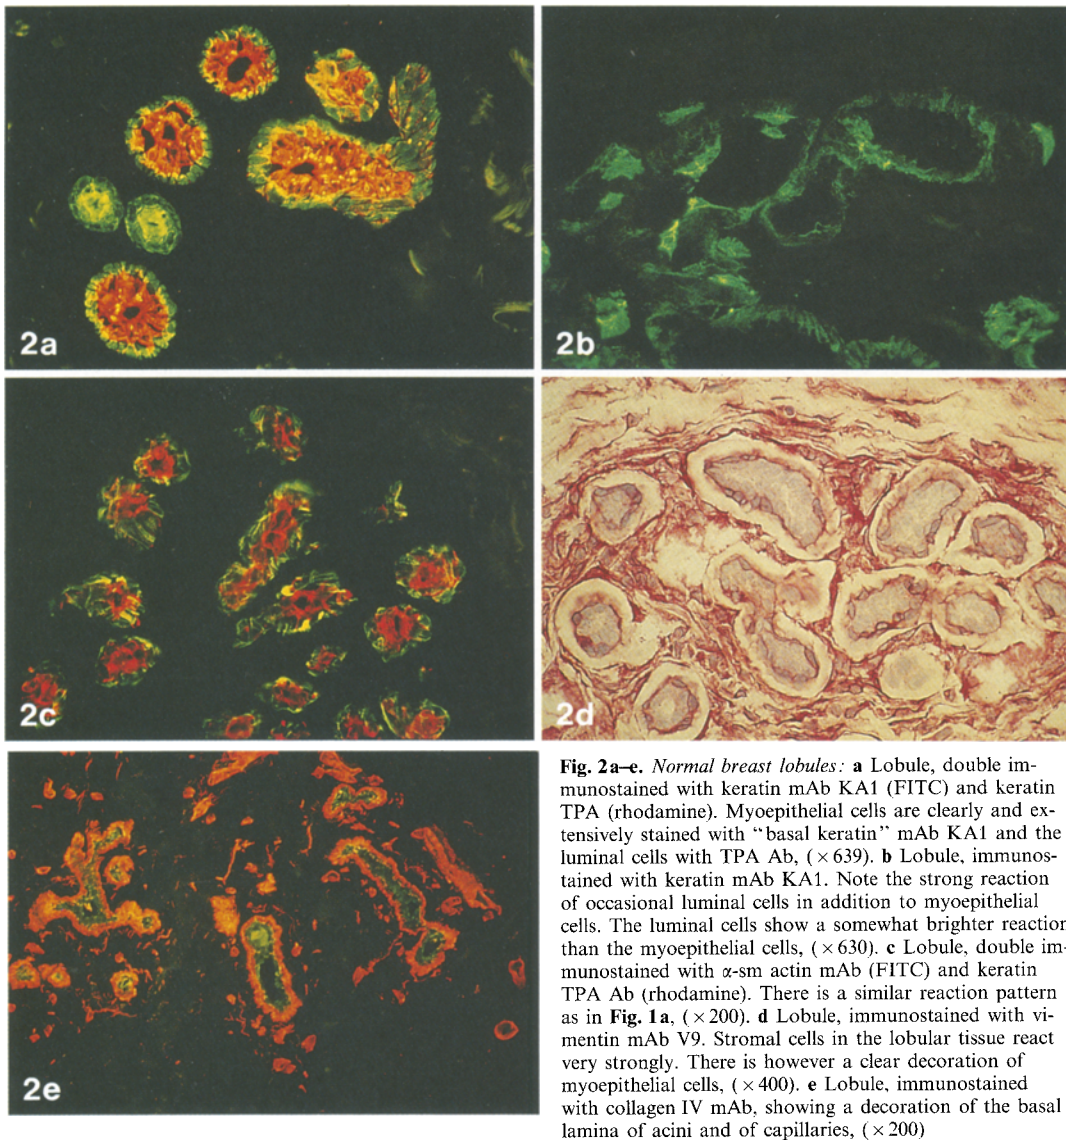 2a
2b
2c
2d
2e
Fig. 2a–e. Normal breast lobules: a Lobule, double im-
munostained with keratin mAb KA1 (FITC) and keratin
TPA (rhodamine). Myoepithelial cells are clearly and ex-
tensively stained with “basal keratin” mAb KA1 and the
luminal cells with TPA Ab, (×639). b Lobule, immunos-
tained with keratin mAb KA1. Note the strong reaction
of occasional luminal cells in addition to myoepithelial
cells. The luminal cells show a somewhat brighter reaction
than the myoepithelial cells, (×630). c Lobule, double im-
munostained with α-sm actin mAb (FITC) and keratin
TPA Ab (rhodamine). There is a similar reaction pattern
as in Fig. 1a, (×200). d Lobule, immunostained with vi-
mentin mAb V9. Stromal cells in the lobular tissue react
very strongly. There is however a clear decoration of
myoepithelial cells, (×400). e Lobule, immunostained
with collagen IV mAb, showing a decoration of the basal
lamina of acini and of capillaries, (×200)